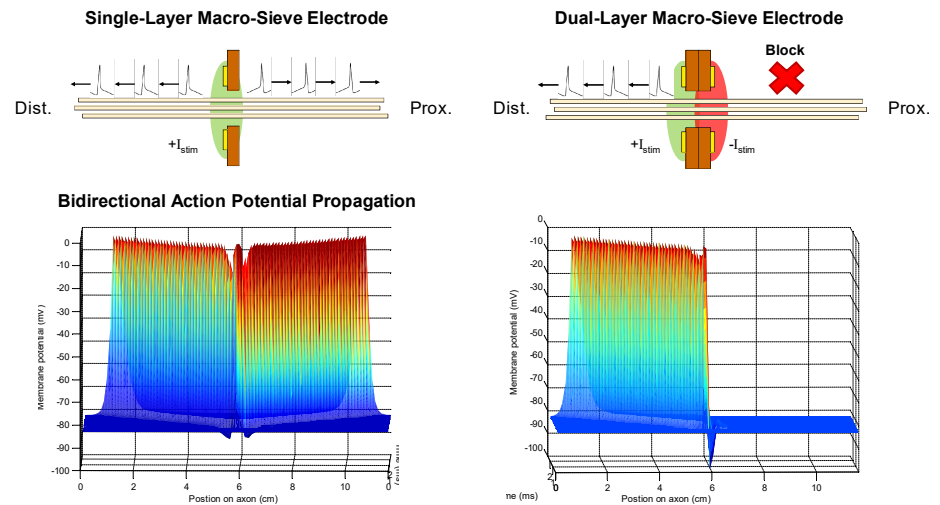 Single-Layer Macro-Sieve Electrode
Dual-Layer Macro-Sieve Electrode
Block
Dist.
Prox.
Dist.
Prox.
+Istim
+Istim
-Istim
Bidirectional Action Potential Propagation
0
-10
-20
-30
-40
-50
-60
-70
-80
-90
-100
Membrane potential (mV)
0
2
4
6
8
10
0
Postion on axon (cm)
0
-10
-20
-30
-40
-50
-60
-70
-80
-90
-100
Membrane potential (mV)
0
2
4
6
8
10
me (ms)
Postion on axon (cm)